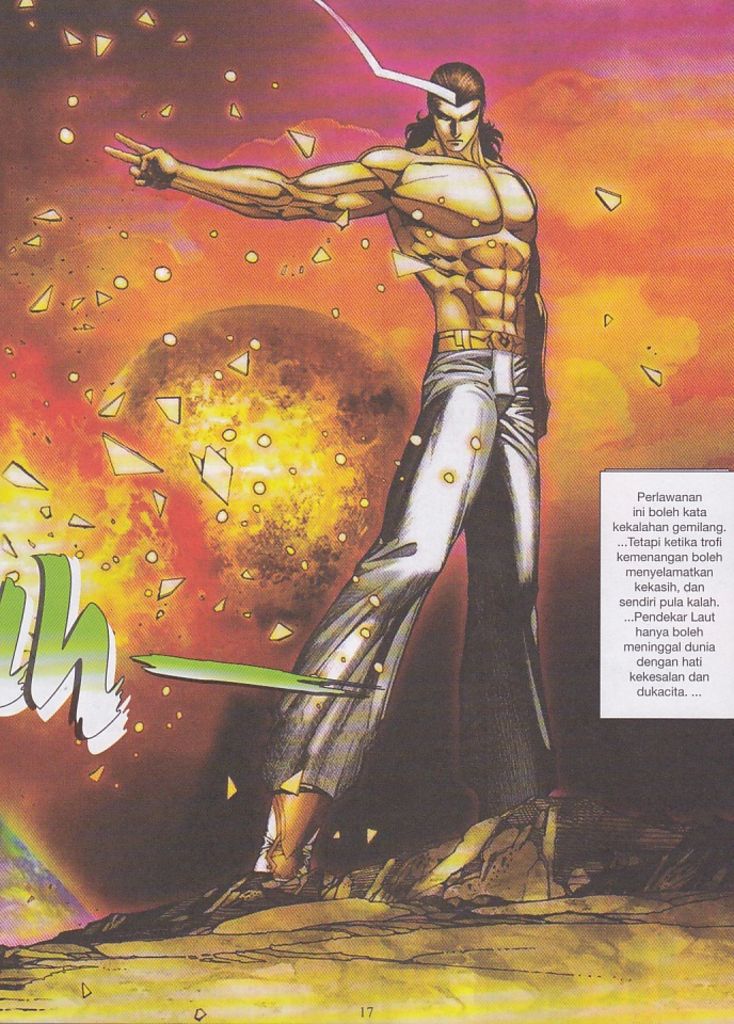 Perlawanan
ini boleh kata
kekalahan gemilang.
...Tetapi ketika trofi
kemenangan boleh
menyelamatkan
kekasih, dan
sendiri pula kalah.
...Pendekar Laut
hanya boleh
meninggal dunia
dengan hati
kekesalan dan
dukacita. ...
17